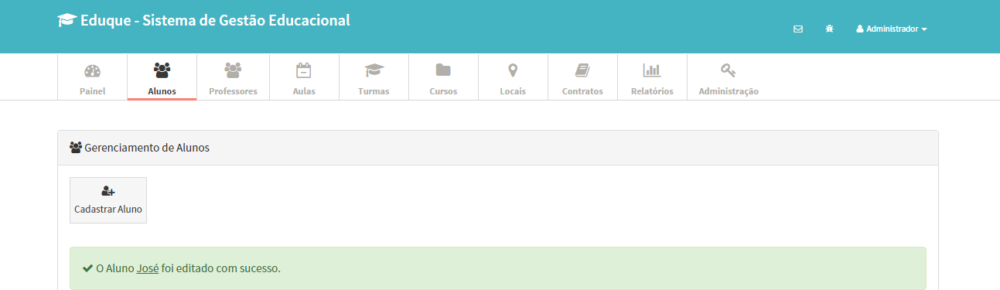 Eduque - Sistema de Gestão Educacional
Administrador
Painel
Alunos
Professores
Aulas
Turmas
Cursos
Locais
Contratos
Relatórios
Administração
Gerenciamento de Alunos
Cadastrar Aluno
O Aluno José foi editado com sucesso.